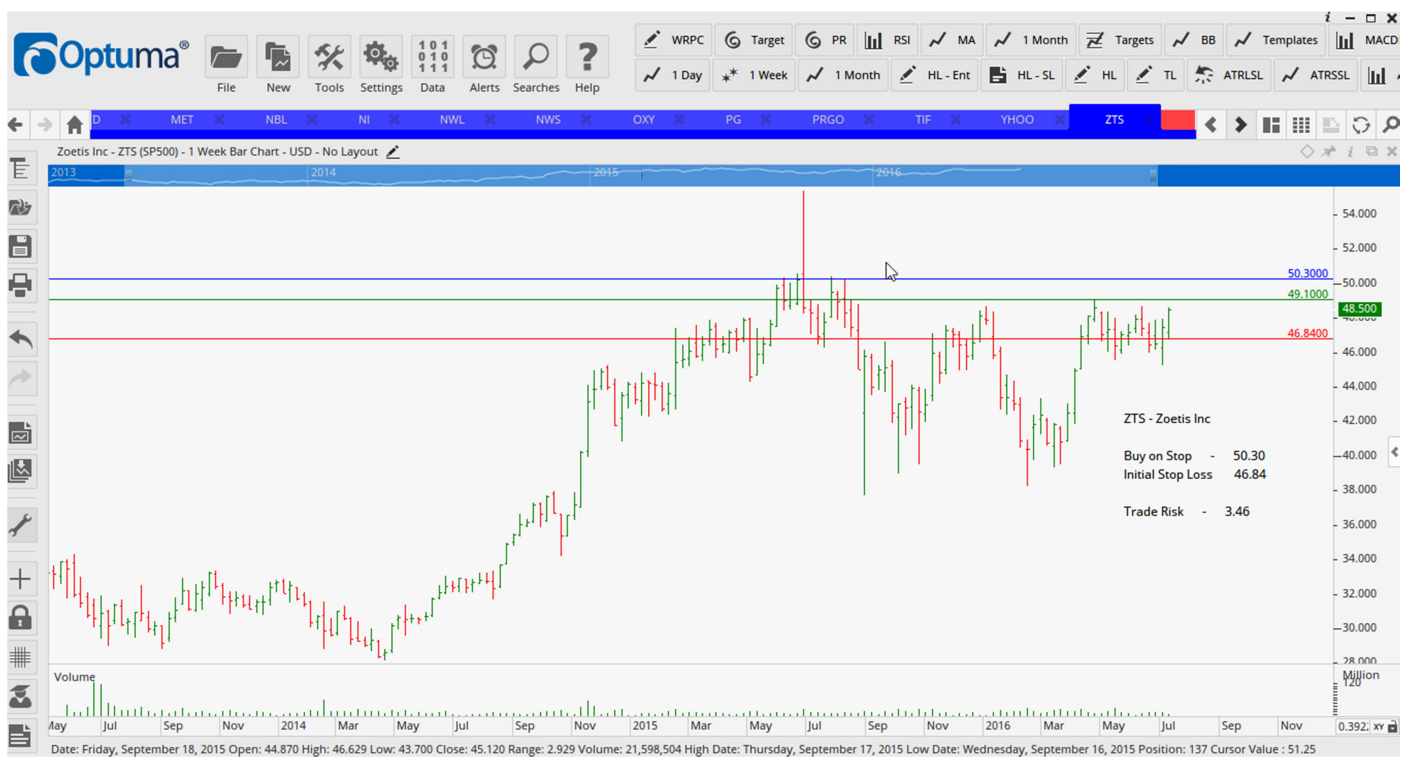 Optuma®
File
New
Tools
Settings
101
010
111
Data
Alerts
Searches
?
Help
WRPC
Target
PR
RSI
MA
1 Month
Targets
BB
Templates
MACD
1 Day
1 Week
1 Month
HL - Ent
HL - SL
HL
TL
ATRLSL
ATRSSL
D
MET
NBL
NI
NWL
NWS
OXY
PG
PRGO
TIF
YHOO
ZTS
Zoetis Inc - ZTS (SP500) - 1 Week Bar Chart - USD - No Layout
2013
2014
2015
2016
54.000
52.000
50.3000
50.000
49.1000
48.500
46.8400
46.000
44.000
42.000
40.000
38.000
36.000
34.000
32.000
30.000
28.000
ZTS - Zoetis Inc
Buy on Stop - 50.30
Initial Stop Loss 46.84
Trade Risk - 3.46
Volume
Million
120
May Jul Sep Nov 2014 Mar May Jul Sep Nov 2015 Mar May Jul Sep Nov 2016 Mar May Jul Sep Nov
XY
Date: Friday, September 18, 2015 Open: 44.870 High: 46.629 Low: 43.700 Close: 45.120 Range: 2.929 Volume: 21,598,504 High Date: Thursday, September 17, 2015 Low Date: Wednesday, September 16, 2015 Position: 137 Cursor Value : 51.25